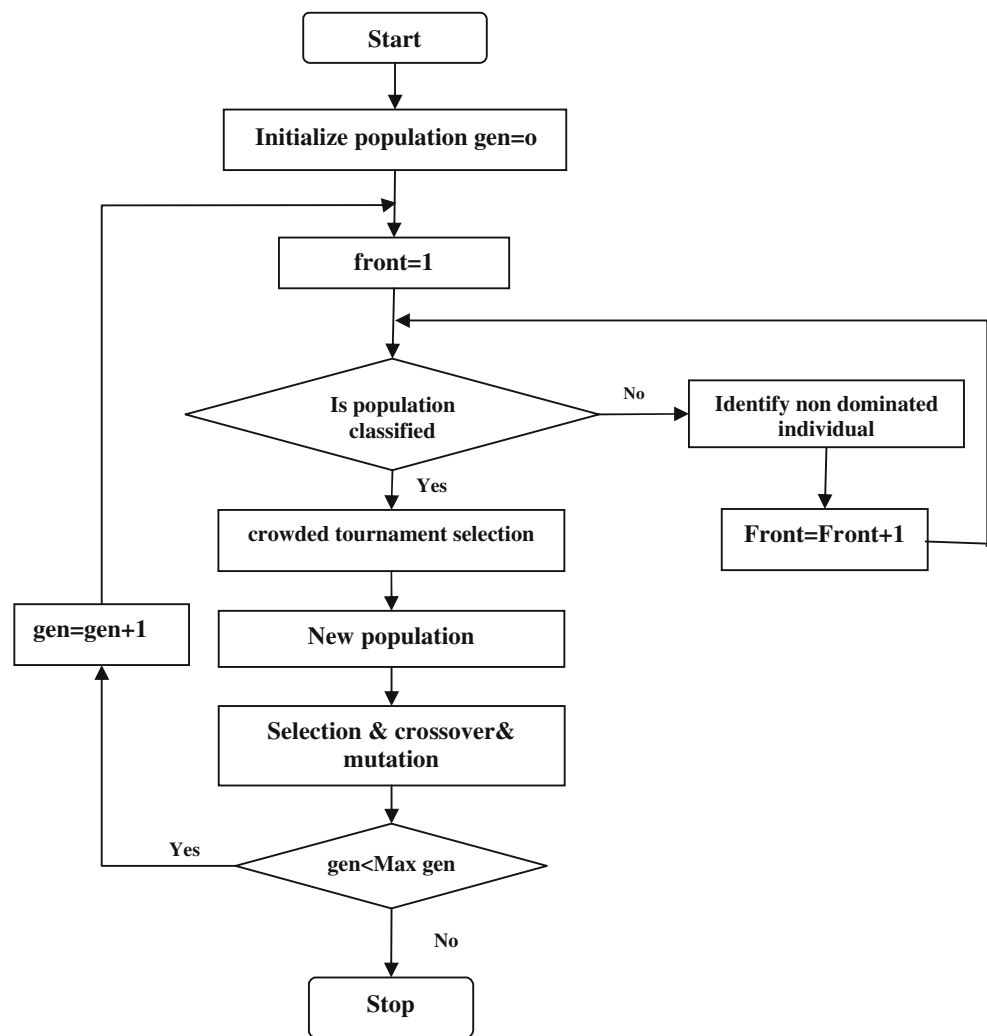 Start
Initialize population gen=o
front=1
Is population
classified
No
Identify non dominated
individual
Front=Front+1
Yes
crowded tournament selection
New population
gen=gen+1
Selection & crossover&
mutation
gen<Max gen
Yes
No
Stop